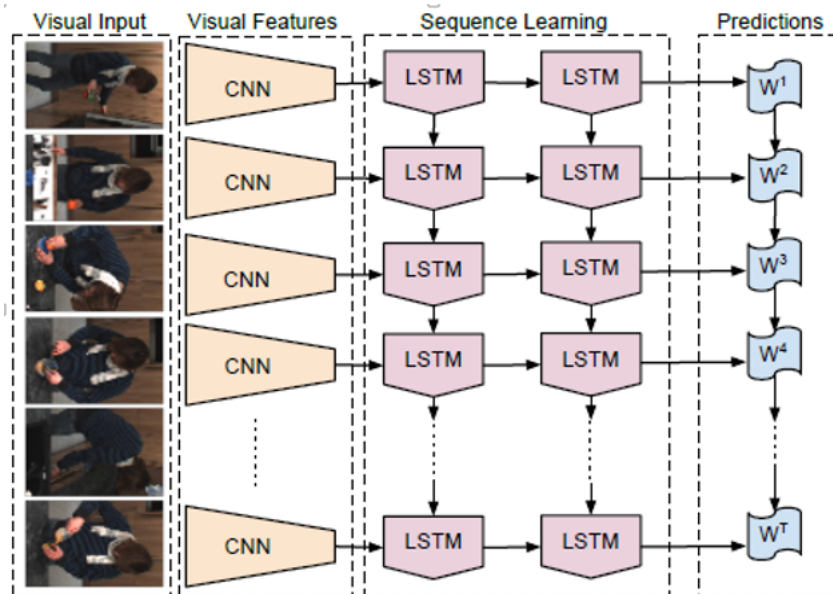 Visual Input Visual Features Sequence Learning Predictions
CNN LSTM LSTM W¹
CNN LSTM LSTM W²
CNN LSTM LSTM W³
CNN LSTM LSTM W⁴
CNN LSTM LSTM Wᵀ